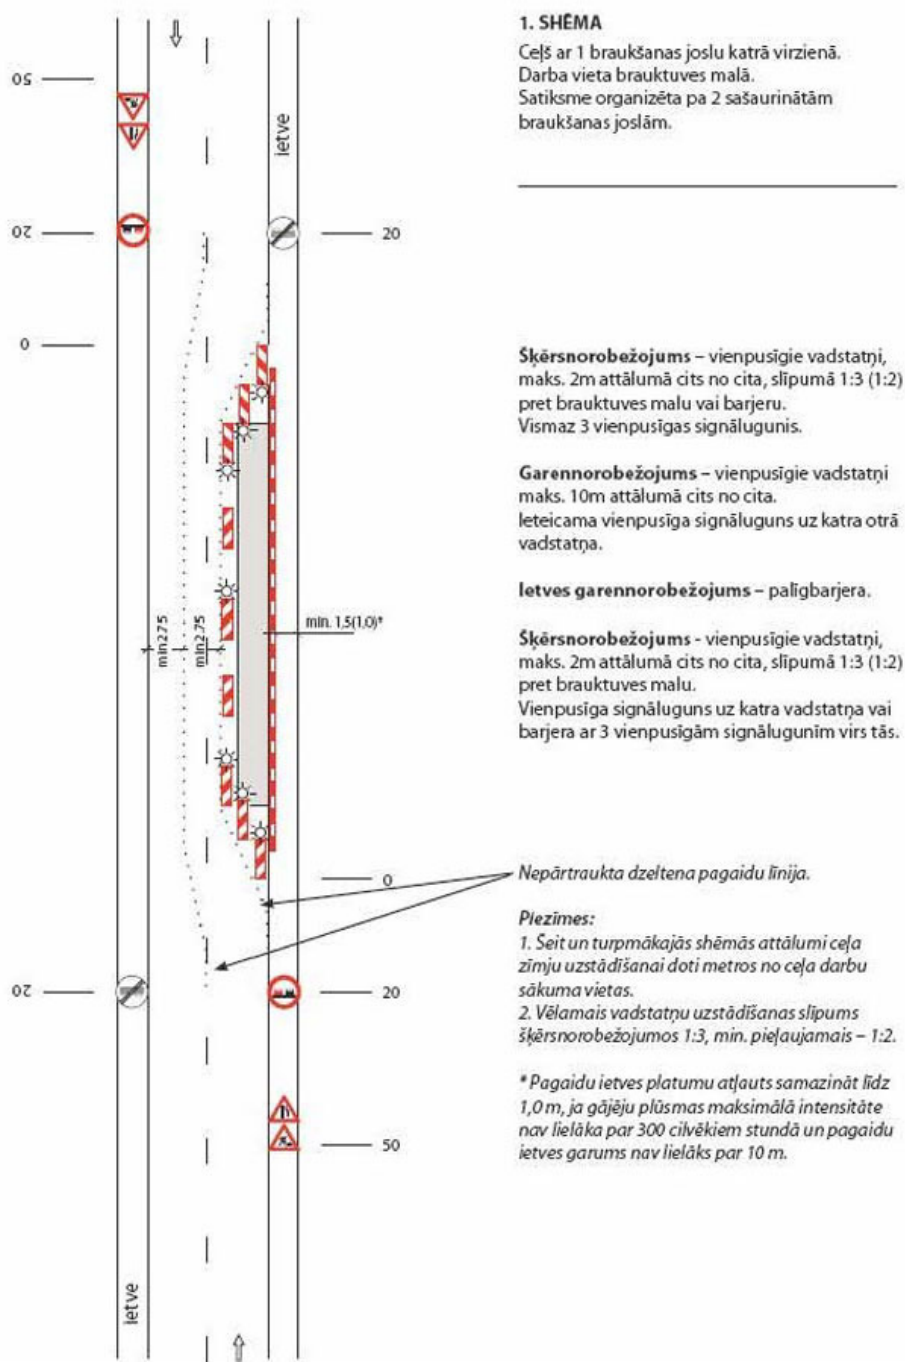 1. SHĒMA
Ceļš ar 1 braukšanas joslu katrā virzienā.
Darba vieta brauktuves malā.
Satiksme organizēta pa 2 sašaurinātām
braukšanas joslām.
50
ietve
20
20
0
Šķērsnorobežojums – vienpusīgie vadstatņi,
maks. 2m attālumā cits no cita, slīpumā 1:3 (1:2)
pret brauktuves malu vai barjeru.
Vismaz 3 vienpusīgas signālugunis.
Garennorobežojums – vienpusīgie vadstatņi
maks. 10m attālumā cits no cita.
Ieteicama vienpusīga signāluguns uz katra otrā
vadstatņa.
Ietves garennorobežojums – palīgbarjera.
min. 1,5(1,0)*
min2.75
min2.75
Šķērsnorobežojums - vienpusīgie vadstatņi,
maks. 2m attālumā cits no cita, slīpumā 1:3 (1:2)
pret brauktuves malu.
Vienpusīga signāluguns uz katra vadstatņa vai
barjera ar 3 vienpusīgām signālugunīm virs tās.
0
Nepārtraukta dzeltena pagaidu līnija.
Piezīmes:
1. Šeit un turpmākajās shēmās attālumi ceļa
zīmju uzstādīšanai doti metros no ceļa darbu
sākuma vietas.
2. Vēlamais vadstatņu uzstādīšanas slīpums
šķērsnorobežojumos 1:3, min. pieļaujamais – 1:2.
20
20
* Pagaidu ietves platumu atļauts samazināt līdz
1,0 m, ja gājēju plūsmas maksimālā intensitāte
nav lielāka par 300 cilvēkiem stundā un pagaidu
ietves garums nav lielāks par 10 m.
50
ietve